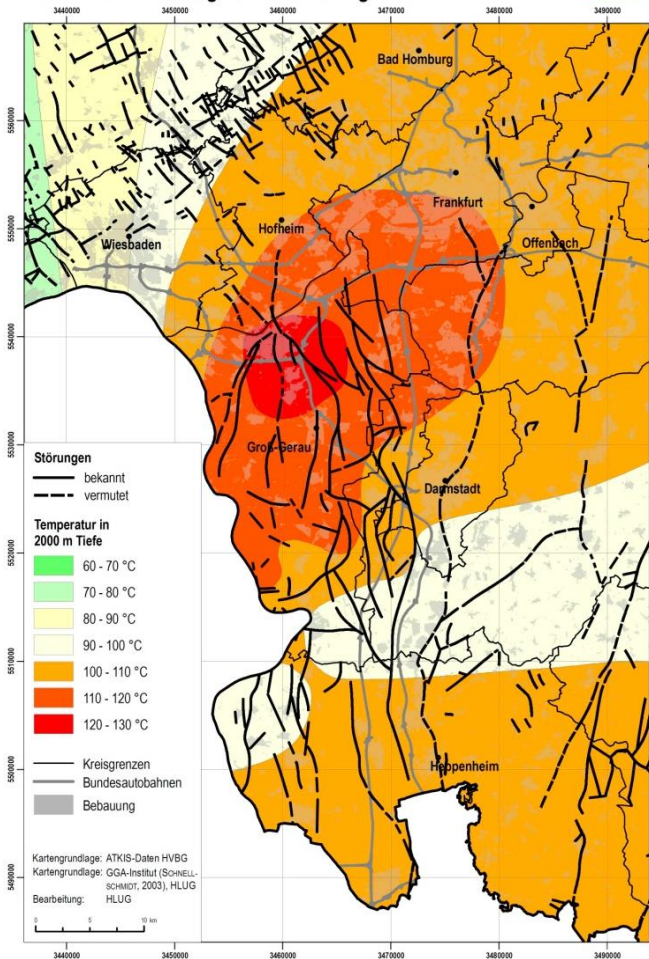 3440000 3450000 3460000 3470000 3480000 3490000
Bad Homburg
5560000
Frankfurt
Hofheim
5550000
Wiesbaden
Offenbach
5540000
5530000
Groß-Gerau
Störungen
bekannt
vermutet
Darmstadt
Temperatur in
2000 m Tiefe
5520000
60 - 70 °C
70 - 80 °C
80 - 90 °C
90 - 100 °C
5510000
100 - 110 °C
110 - 120 °C
120 - 130 °C
5500000
Heppenheim
Kreisgrenzen
Bundesautobahnen
Bebauung
5490000
Kartengrundlage: ATKIS-Daten HVBG
Kartengrundlage: GGA-Institut (SCHNELL-
SCHMIDT, 2003), HLUG
Bearbeitung: HLUG
0 5 10 km
3440000 3450000 3460000 3470000 3480000 3490000